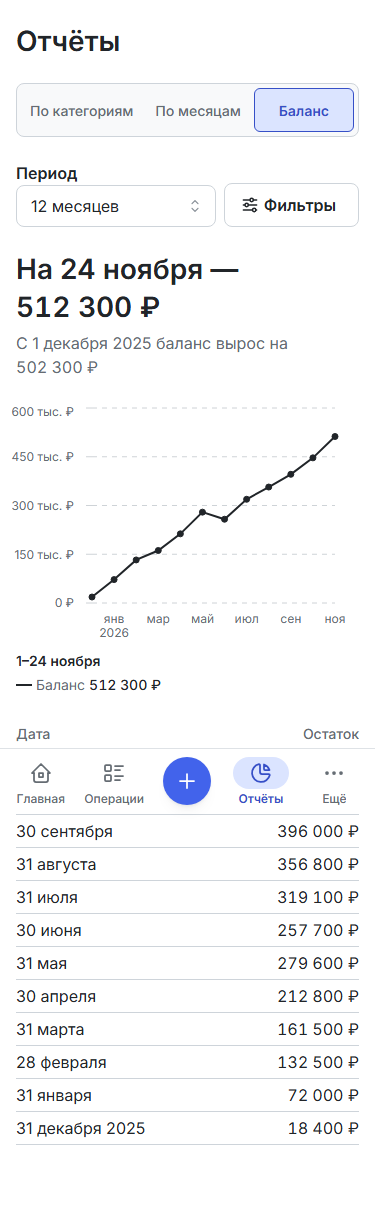 Отчёты
По категориям
По месяцам
Баланс
Период
12 месяцев
Фильтры
На 24 ноября —
512 300 ₽
С 1 декабря 2025 баланс вырос на
502 300 ₽
600 тыс. ₽
450 тыс. ₽
300 тыс. ₽
150 тыс. ₽
0 ₽
янв
2026
мар
май
июл
сен
ноя
1–24 ноября
Баланс 512 300 ₽
Дата
Остаток
Главная
Операции
Отчёты
Ещё
30 сентября 396 000 ₽
31 августа 356 800 ₽
31 июля 319 100 ₽
30 июня 257 700 ₽
31 мая 279 600 ₽
30 апреля 212 800 ₽
31 марта 161 500 ₽
28 февраля 132 500 ₽
31 января 72 000 ₽
31 декабря 2025 18 400 ₽